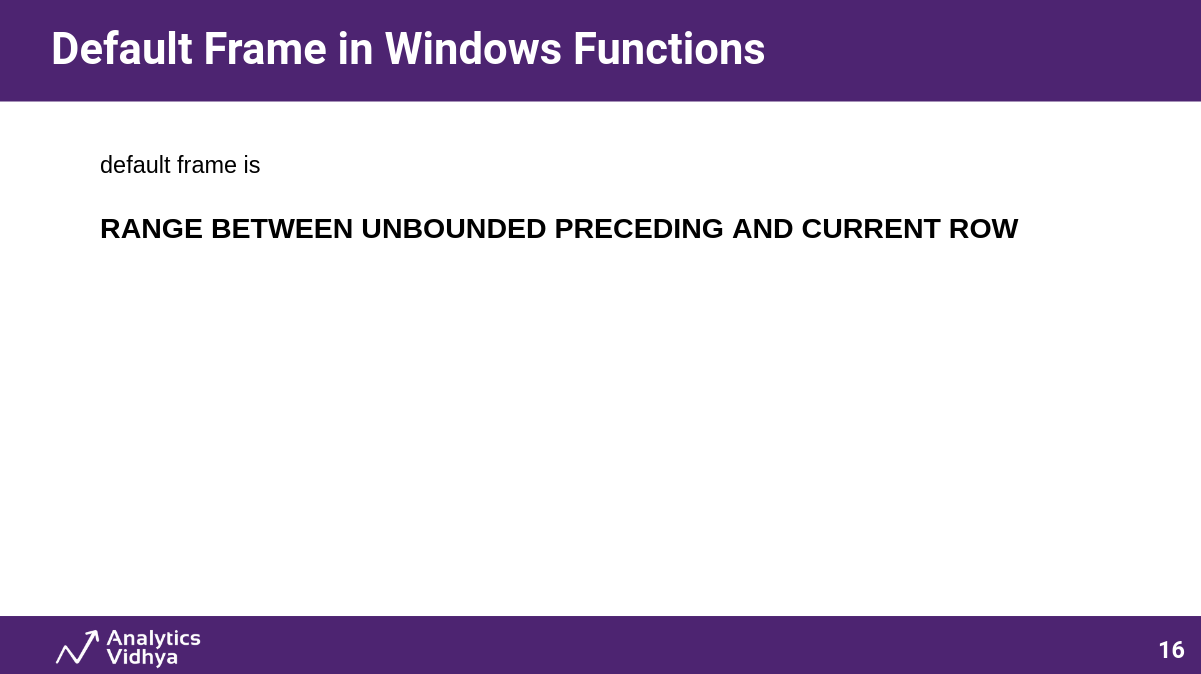 Default Frame in Windows Functions
default frame is
RANGE BETWEEN UNBOUNDED PRECEDING AND CURRENT ROW
Analytics
Vidhya
16